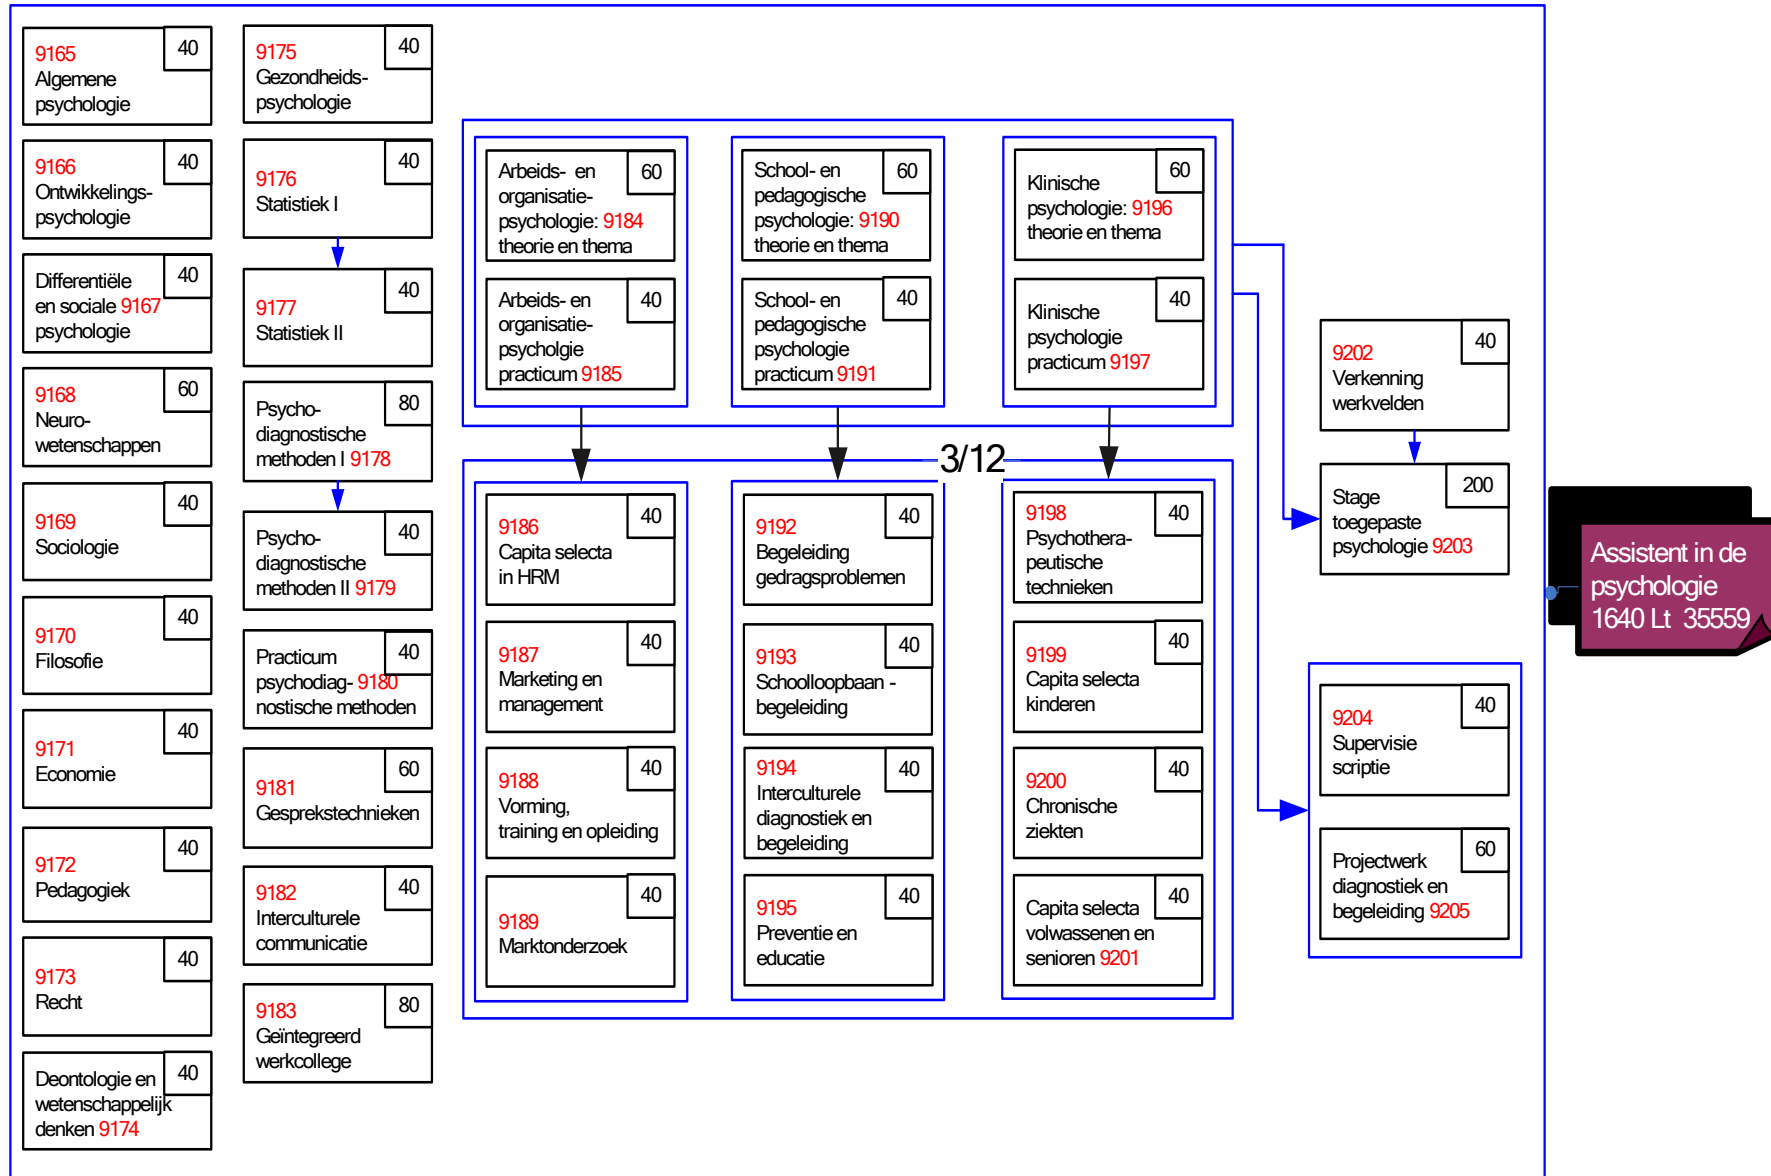 9165
40
Algemene
psychologie
9166
40
Ontwikkelings-
psychologie
Differentiële
40
en sociale 9167
psychologie
9168
60
Neuro-
wetenschappen
9169
40
Sociologie
9170
40
Filosofie
9171
40
Economie
9172
40
Pedagogiek
9173
40
Recht
Deontologie en
40
wetenschappelijk
denken 9174
9175
40
Gezondheids-
psychologie
9176
40
Statistiek I
9177
40
Statistiek II
Psycho-
80
diagnostische
methoden I 9178
Psycho-
40
diagnostische
methoden II 9179
Practicum
40
psychodiag- 9180
nostische methoden
9181
60
Gesprekstechnieken
9182
40
Interculturele
communicatie
9183
80
Geïntegreerd
werkcollege
Arbeids- en
60
organisatie-
psychologie: 9184
theorie en thema
Arbeids- en
40
organisatie-
psycholgie
practicum 9185
School- en
60
pedagogische
psychologie: 9190
theorie en thema
School- en
40
pedagogische
psychologie
practicum 9191
Klinische
60
psychologie: 9196
theorie en thema
Klinische
40
psychologie
practicum 9197
3/12
9186
40
Capita selecta
in HRM
9187
40
Marketing en
management
9188
40
Vorming,
training en opleiding
9189
40
Marktonderzoek
9192
40
Begeleiding
gedragsproblemen
9193
40
Schoolloopbaan -
begeleiding
9194
40
Interculturele
diagnostiek en
begeleiding
9195
40
Preventie en
educatie
9198
40
Psychothera-
peutische
technieken
9199
40
Capita selecta
kinderen
9200
40
Chronische
ziekten
Capita selecta
40
volwassenen en
senioren 9201
9202
40
Verkenning
werkvelden
Stage
200
toegepaste
psychologie 9203
9204
40
Supervisie
scriptie
Projectwerk
60
diagnostiek en
begeleiding 9205
Assistent in de
psychologie
1640 Lt 35559